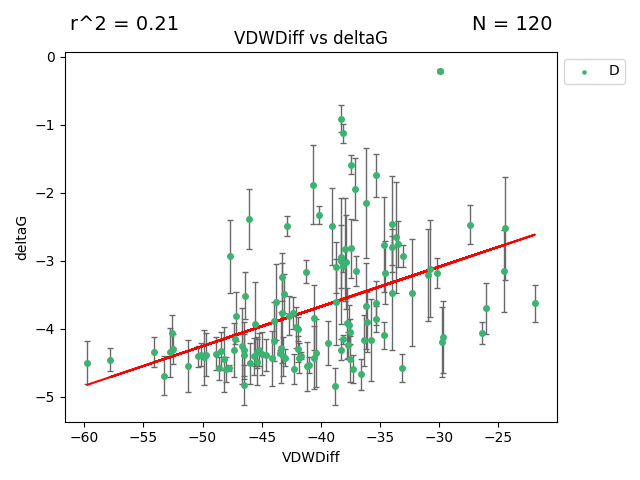 r^2 = 0.21
N = 120
VDWDiff vs deltaG
D
deltaG
0
−1
−2
−3
−4
−5
−60 −55 −50 −45 −40 −35 −30 −25
VDWDiff